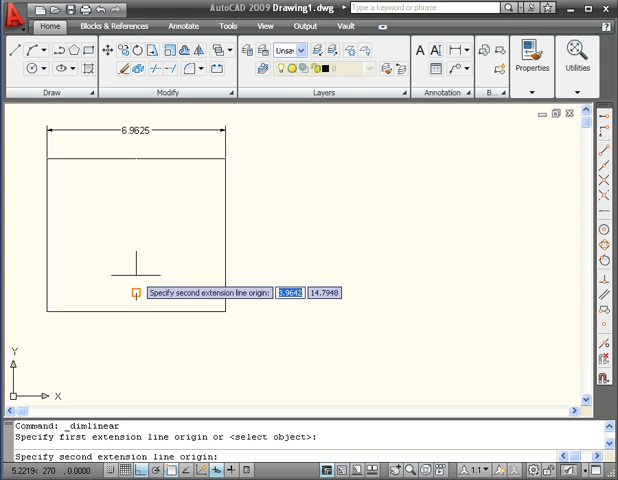 AutoCAD 2009 Drawing1.dwg
Type a keyword or phrase
Home Blocks & References Annotate Tools View Output Vault
Unsav
0
Properties
Utilities
Draw Modify Layers Annotation B...
6.9625
Specify second extension line origin: 3.9642 14.7948
Y
X
Command: _dimlinear
Specify first extension line origin or <select object>:
Specify second extension line origin:
5.2219< 270 , 0.0000
1:1